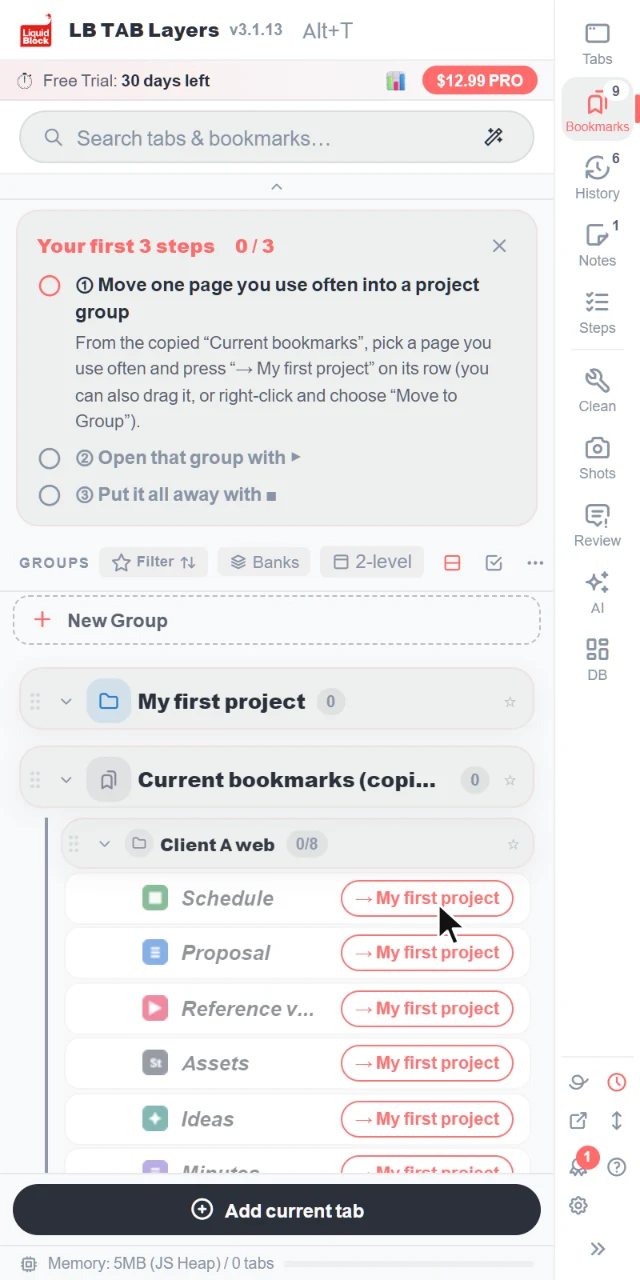 Liquid Block
LB TAB Layers v3.1.13 Alt+T
Free Trial: 30 days left
$12.99 PRO
Search tabs & bookmarks…
Your first 3 steps 0 / 3
① Move one page you use often into a project
group
From the copied “Current bookmarks”, pick a page you
use often and press “→ My first project” on its row (you
can also drag it, or right-click and choose “Move to
Group”).
② Open that group with ▶
③ Put it all away with ■
GROUPS Filter Banks 2-level
New Group
My first project 0
Current bookmarks (copi... 0
Client A web 0/8
Schedule → My first project
Proposal → My first project
Reference v... → My first project
St Assets → My first project
Ideas → My first project
Minutes → My first project
Add current tab
Memory: 5MB (JS Heap) / 0 tabs
Tabs
9
Bookmarks
6
History
1
Notes
Steps
Clean
Shots
Review
AI
DB
1